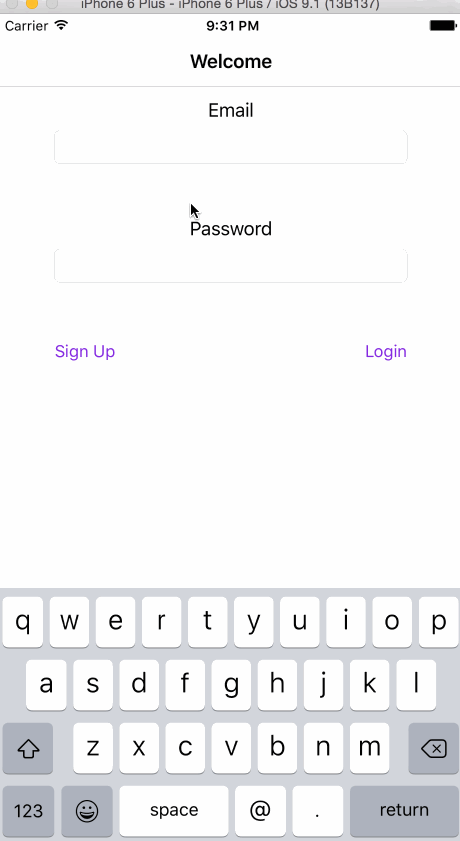 iPhone 6 Plus - iPhone 6 Plus / iOS 9.1 (13B137)
Carrier 9:31 PM
Welcome
Email
Password
Sign Up Login
q w e r t y u i o p
a s d f g h j k l
z x c v b n m
123 space @ . return